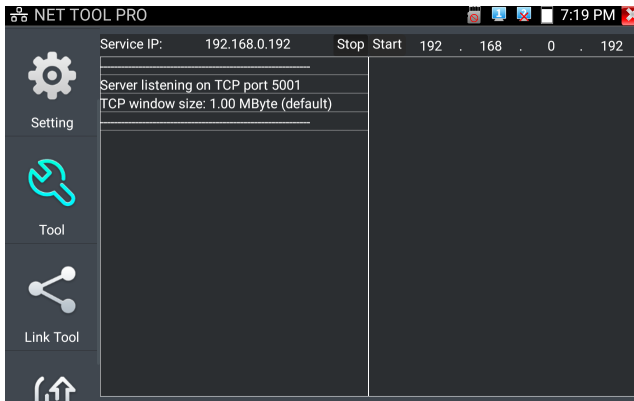 NET TOOL PRO 1 7:19 PM
Service IP: 192.168.0.192 Stop Start 192 . 168 . 0 . 192
------------------------------------------------------------
Server listening on TCP port 5001
TCP window size: 1.00 MByte (default)
------------------------------------------------------------
Setting
Tool
Link Tool